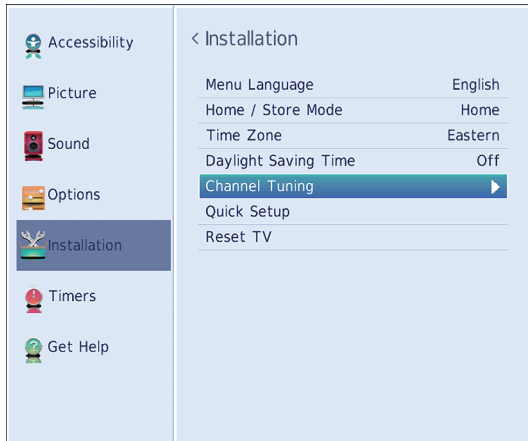 Accessibility
Picture
Sound
Options
Installation
Timers
Get Help
< Installation
Menu Language English
Home / Store Mode Home
Time Zone Eastern
Daylight Saving Time Off
Channel Tuning
Quick Setup
Reset TV